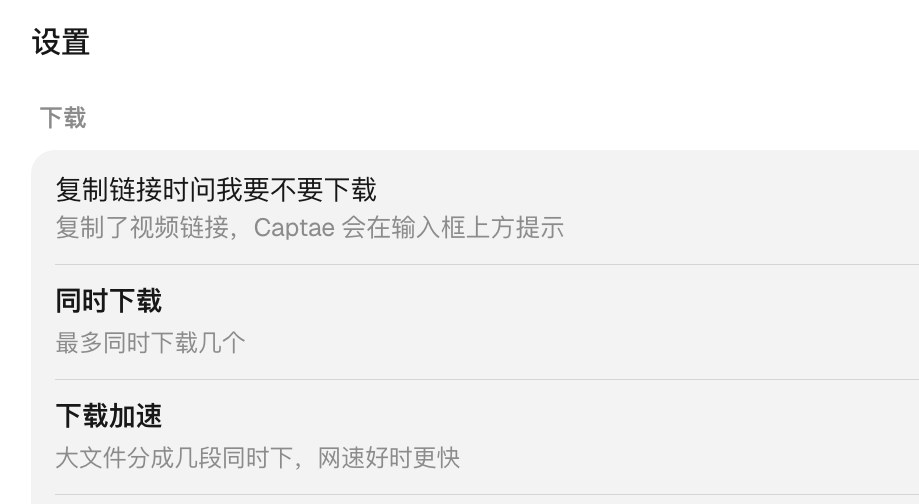 设置
下载
复制链接时问我要不要下载
复制了视频链接，Captae 会在输入框上方提示
同时下载
最多同时下载几个
下载加速
大文件分成几段同时下，网速好时更快